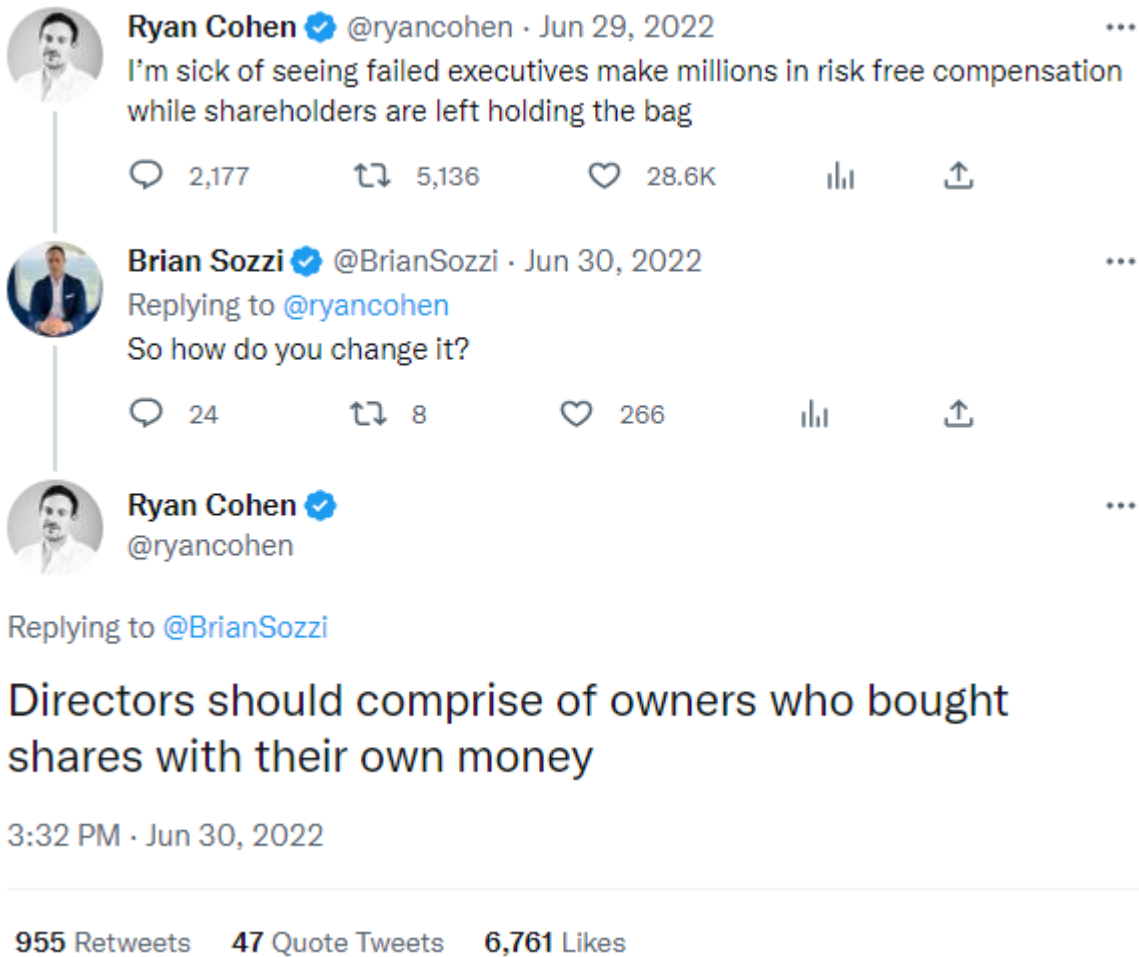 Ryan Cohen @ryancohen · Jun 29, 2022
I'm sick of seeing failed executives make millions in risk free compensation
while shareholders are left holding the bag
2,177 5,136 28.6K
Brian Sozzi @BrianSozzi · Jun 30, 2022
Replying to @ryancohen
So how do you change it?
24 8 266
Ryan Cohen
@ryancohen
Replying to @BrianSozzi
Directors should comprise of owners who bought
shares with their own money
3:32 PM · Jun 30, 2022
955 Retweets 47 Quote Tweets 6,761 Likes